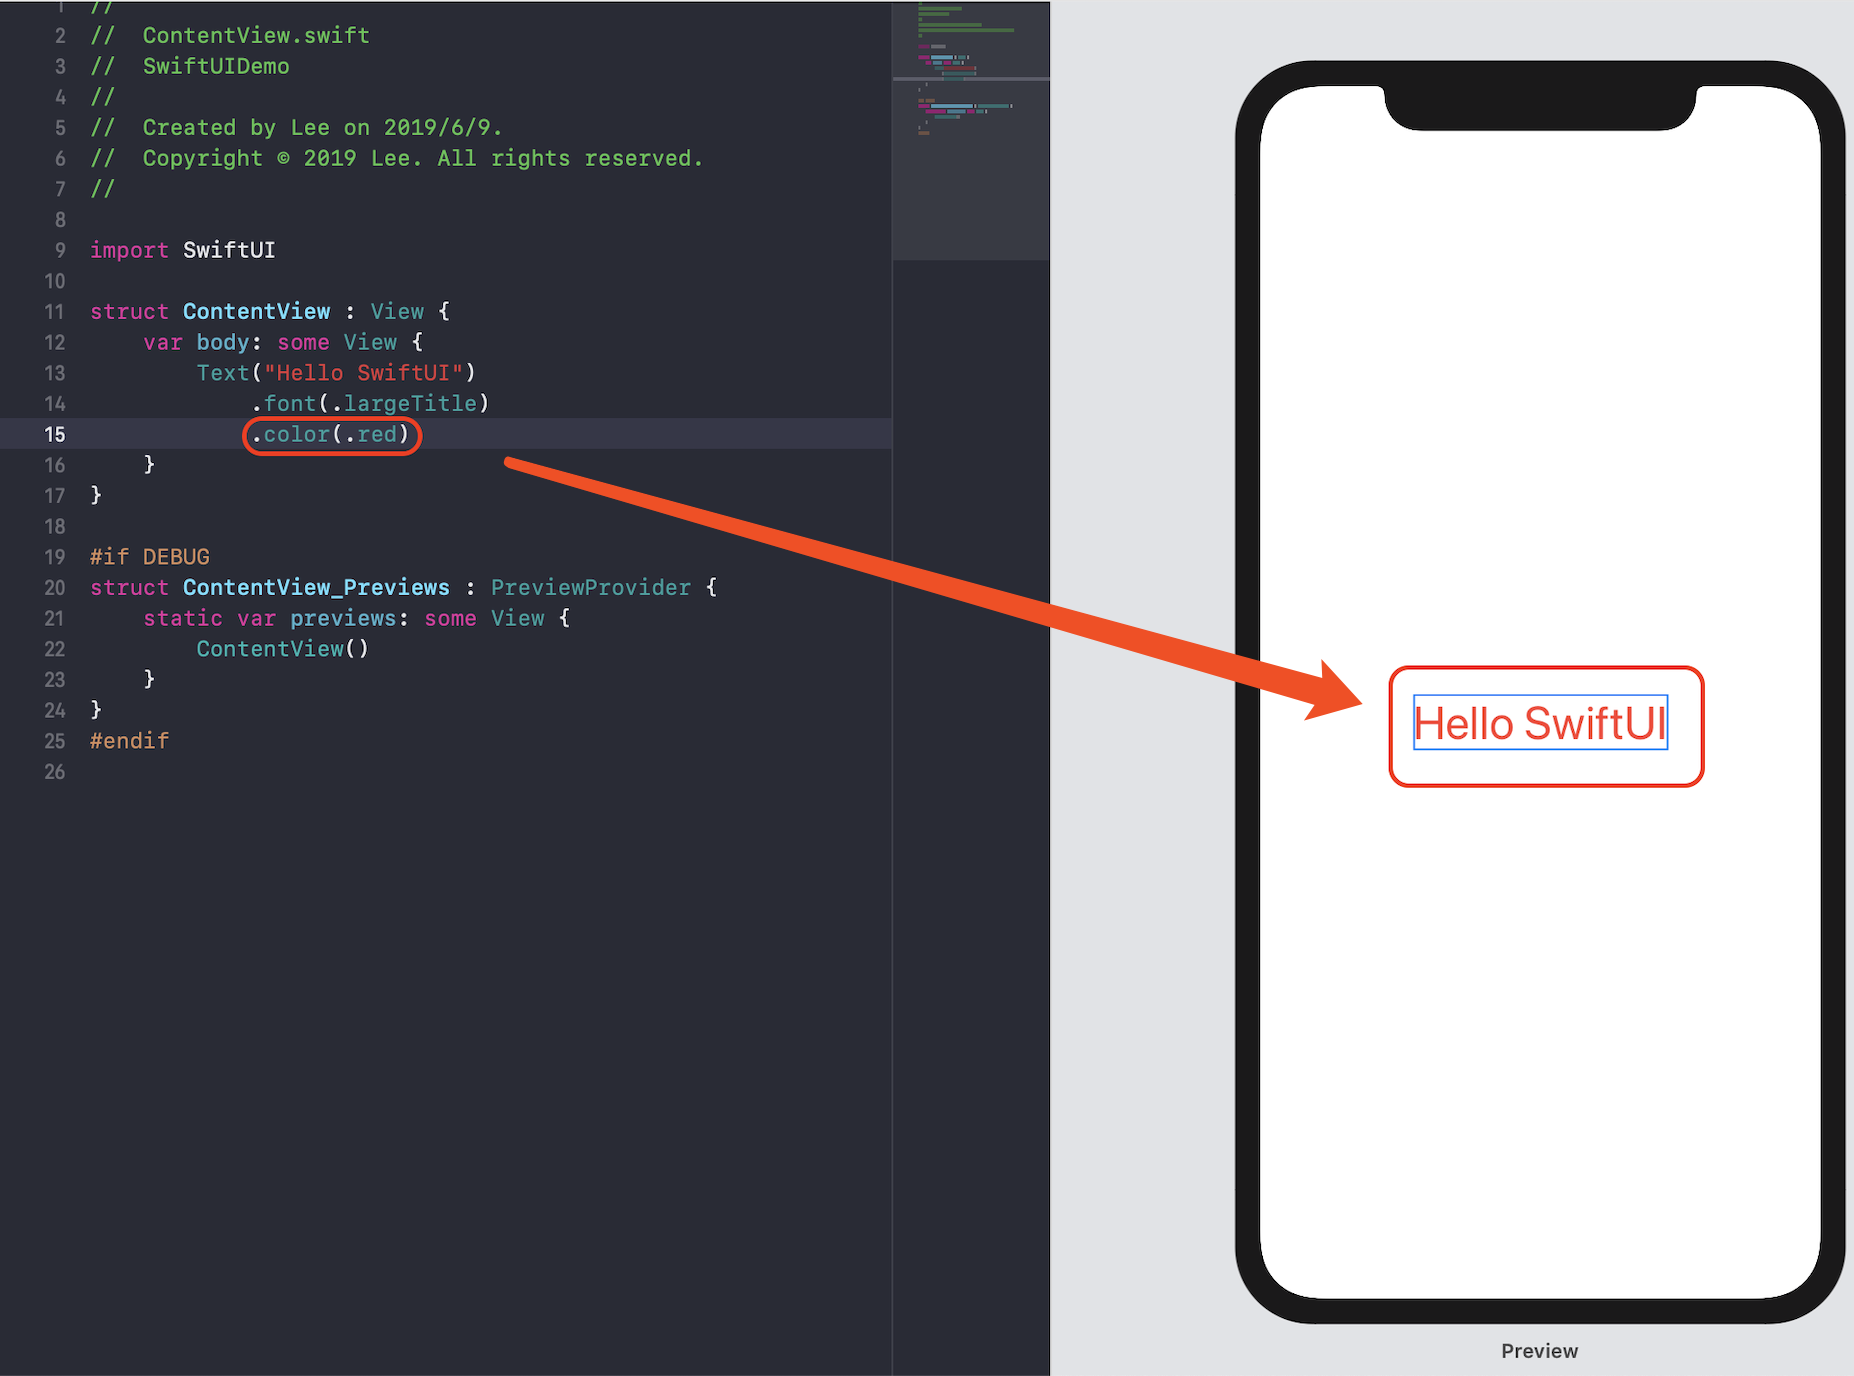 1 //
2 //  ContentView.swift
3 //  SwiftUIDemo
4 //
5 //  Created by Lee on 2019/6/9.
6 //  Copyright © 2019 Lee. All rights reserved.
7 //
8
9 import SwiftUI
10
11 struct ContentView : View {
12     var body: some View {
13         Text("Hello SwiftUI")
14             .font(.largeTitle)
15             .color(.red)
16     }
17 }
18
19 #if DEBUG
20 struct ContentView_Previews : PreviewProvider {
21     static var previews: some View {
22         ContentView()
23     }
24 }
25 #endif
26
Hello SwiftUI
Preview